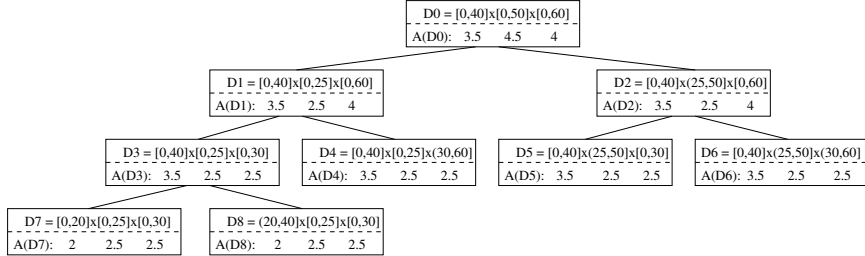 D0 = [0,40]x[0,50]x[0,60]
A(D0): 3.5 4.5 4
D1 = [0,40]x[0,25]x[0,60]
A(D1): 3.5 2.5 4
D2 = [0,40]x(25,50]x[0,60]
A(D2): 3.5 2.5 4
D3 = [0,40]x[0,25]x[0,30]
A(D3): 3.5 2.5 2.5
D4 = [0,40]x[0,25]x(30,60]
A(D4): 3.5 2.5 2.5
D5 = [0,40]x(25,50]x[0,30]
A(D5): 3.5 2.5 2.5
D6 = [0,40]x(25,50]x(30,60]
A(D6): 3.5 2.5 2.5
D7 = [0,20]x[0,25]x[0,30]
A(D7): 2 2.5 2.5
D8 = (20,40]x[0,25]x[0,30]
A(D8): 2 2.5 2.5